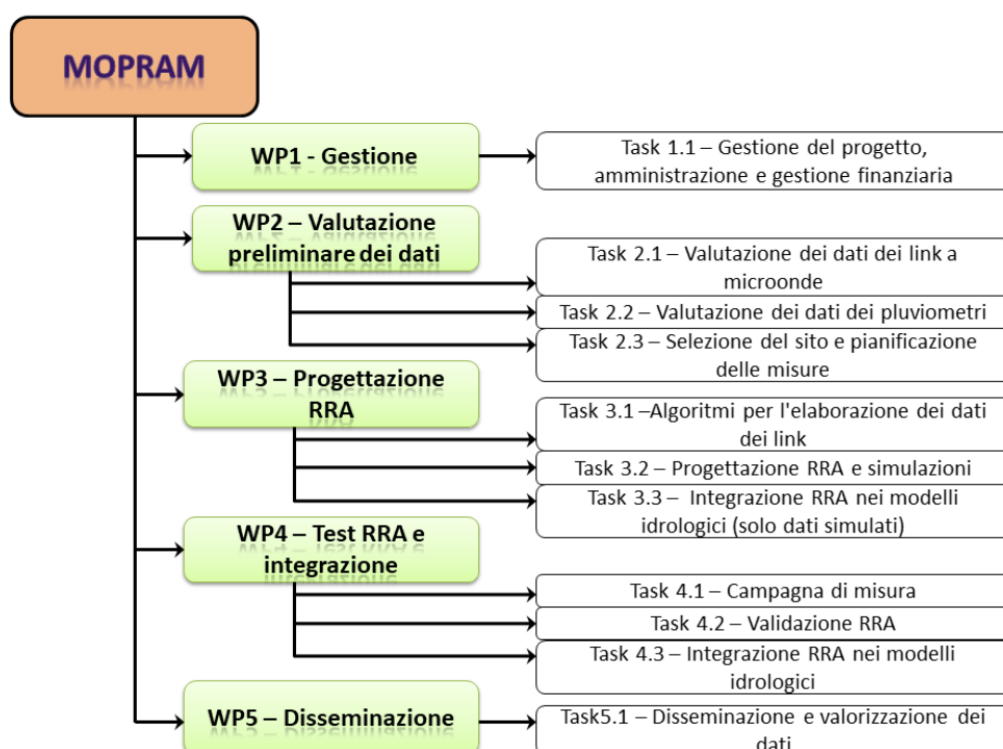 MOPRAM
WP1 - Gestione
Task 1.1 – Gestione del progetto,
amministrazione e gestione finanziaria
WP2 – Valutazione
preliminare dei dati
Task 2.1 – Valutazione dei dati dei link a
microonde
Task 2.2 – Valutazione dei dati dei pluviometri
Task 2.3 – Selezione del sito e pianificazione
delle misure
WP3 – Progettazione
RRA
Task 3.1 –Algoritmi per l'elaborazione dei dati
dei link
Task 3.2 – Progettazione RRA e simulazioni
Task 3.3 – Integrazione RRA nei modelli
idrologici (solo dati simulati)
WP4 – Test RRA e
integrazione
Task 4.1 – Campagna di misura
Task 4.2 – Validazione RRA
Task 4.3 – Integrazione RRA nei modelli
idrologici
WP5 – Disseminazione
Task5.1 – Disseminazione e valorizzazione dei
dati